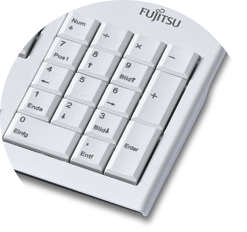 FUJITSU
Num ÷ × −
7 Pos1 8 ↑ 9 Bild↑ +
4 ← 5 6 →
1 Ende 2 ↓ 3 Bild↓ Enter
0 Einfg , Entf